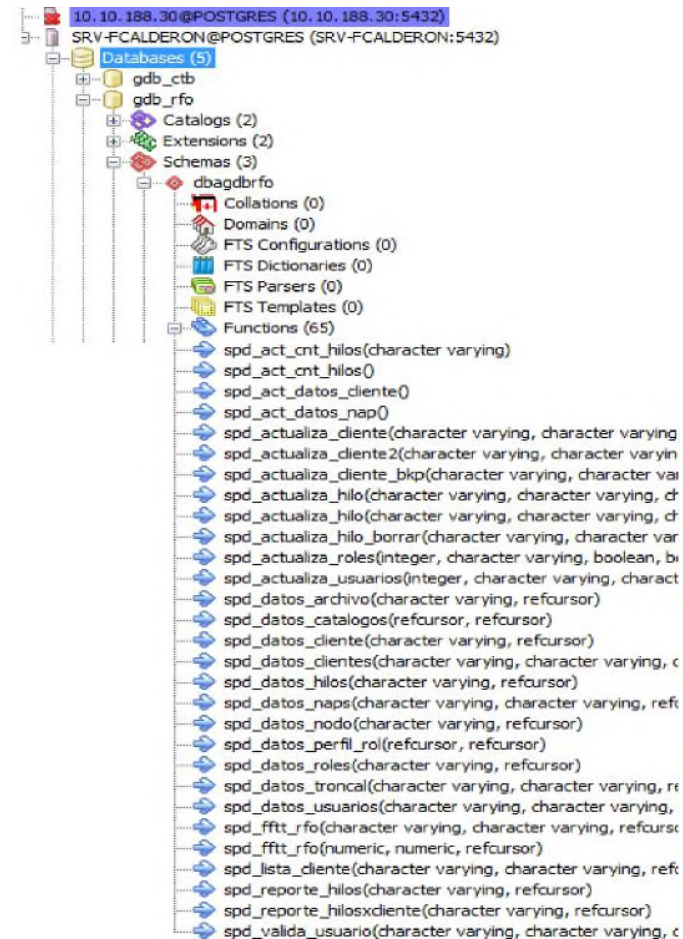 10.10.188.30@POSTGRES (10.10.188.30:5432)
SRV-FCALDERON@POSTGRES (SRV-FCALDERON:5432)
Databases (5)
gdb_ctb
gdb_rfo
Catalogs (2)
Extensions (2)
Schemas (3)
dbagdbrfo
Collations (0)
Domains (0)
FTS Configurations (0)
FTS Dictionaries (0)
FTS Parsers (0)
FTS Templates (0)
Functions (65)
spd_act_cnt_hilos(character varying)
spd_act_cnt_hilos()
spd_act_datos_cliente()
spd_act_datos_nap()
spd_actualiza_cliente(character varying, character varying
spd_actualiza_cliente2(character varying, character varyin
spd_actualiza_cliente_bkp(character varying, character var
spd_actualiza_hilo(character varying, character varying, ch
spd_actualiza_hilo(character varying, character varying, ch
spd_actualiza_hilo_borrar(character varying, character var
spd_actualiza_roles(integer, character varying, boolean, b
spd_actualiza_usuarios(integer, character varying, charact
spd_datos_archivo(character varying, refcursor)
spd_datos_catalogos(refcursor, refcursor)
spd_datos_cliente(character varying, refcursor)
spd_datos_clientes(character varying, character varying, c
spd_datos_hilos(character varying, refcursor)
spd_datos_naps(character varying, character varying, refc
spd_datos_nodo(character varying, refcursor)
spd_datos_perfil_rol(refcursor, refcursor)
spd_datos_roles(character varying, refcursor)
spd_datos_troncal(character varying, character varying, re
spd_datos_usuarios(character varying, character varying,
spd_fftt_rfo(character varying, character varying, refcurso
spd_fftt_rfo(numeric, numeric, refcursor)
spd_lista_cliente(character varying, character varying, refc
spd_reporte_hilos(character varying, refcursor)
spd_reporte_hilosxcliente(character varying, refcursor)
spd_valida_usuario(character varying, character varying, c